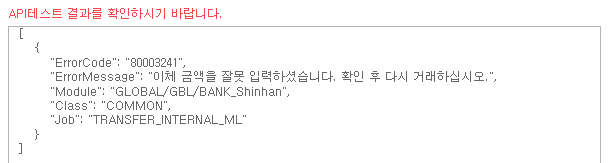 API테스트 결과를 확인하시기 바랍니다.
[
{
"ErrorCode": "80003241",
"ErrorMessage": "이체 금액을 잘못 입력하셨습니다. 확인 후 다시 거래하십시오.",
"Module": "GLOBAL/GBL/BANK_Shinhan",
"Class": "COMMON",
"Job": "TRANSFER_INTERNAL_ML"
}
]